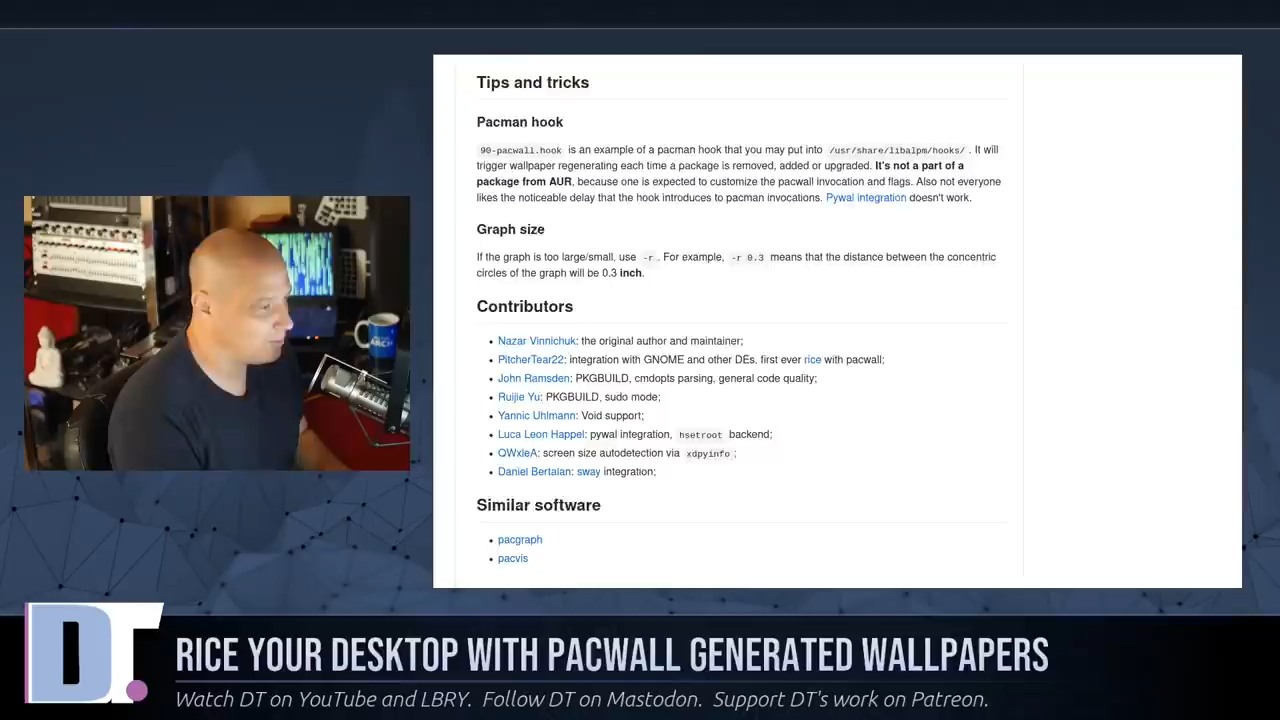 Tips and tricks
Pacman hook
90-pacwall.hook is an example of a pacman hook that you may put into /usr/share/libalpm/hooks/ . It will
trigger wallpaper regenerating each time a package is removed, added or upgraded. It's not a part of a
package from AUR, because one is expected to customize the pacwall invocation and flags. Also not everyone
likes the noticeable delay that the hook introduces to pacman invocations. Pywal integration doesn't work.
Graph size
If the graph is too large/small, use -r . For example, -r 0.3 means that the distance between the concentric
circles of the graph will be 0.3 inch.
Contributors
• Nazar Vinnichuk: the original author and maintainer;
• PitcherTear22: integration with GNOME and other DEs, first ever rice with pacwall;
• John Ramsden: PKGBUILD, cmdopts parsing, general code quality;
• Ruijie Yu: PKGBUILD, sudo mode;
• Yannic Uhlmann: Void support;
• Luca Leon Happel: pywal integration, hsetroot backend;
• QWxleA: screen size autodetection via xdpyinfo ;
• Daniel Bertalan: sway integration;
Similar software
• pacgraph
• pacvis
ARCH
DT.
RICE YOUR DESKTOP WITH PACWALL GENERATED WALLPAPERS
Watch DT on YouTube and LBRY. Follow DT on Mastodon. Support DT's work on Patreon.